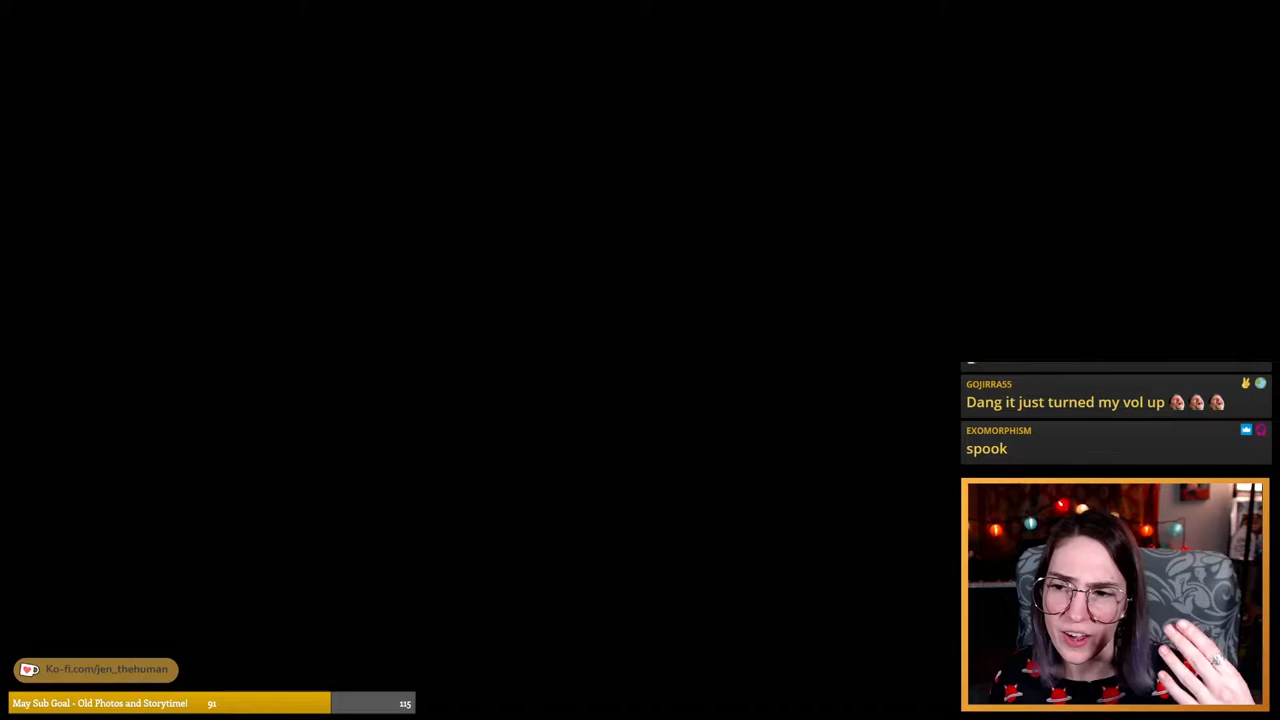 GOJIRRA55
Dang it just turned my vol up
EXOMORPHISM
spook
Ko-fi.com/jen_thehuman
May Sub Goal - Old Photos and Storytime! 91 115